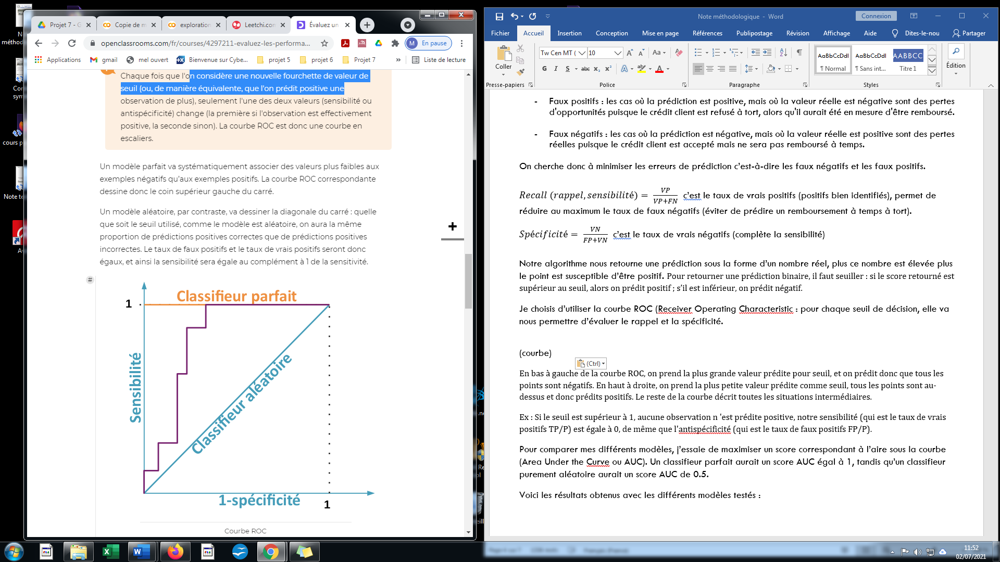 Projet 7 - G
Copie de m
exploration
Leetchi.com
Évaluez un
openclassrooms.com/fr/courses/4297211-evaluez-les-performa...
M
En pause
Applications
gmail
mel ouvert
Bienvenue sur Cybe...
projet 5
projet 6
Projet 7
»
Liste de lecture
Chaque fois que l'on considère une nouvelle fourchette de valeur de
seuil (ou, de manière équivalente, que l'on prédit positive une
observation de plus), seulement l'une des deux valeurs (sensibilité ou
antispécificité) change (la première si l'observation est effectivement
positive, la seconde sinon). La courbe ROC est donc une courbe en
escaliers.
Un modèle parfait va systématiquement associer des valeurs plus faibles aux
exemples négatifs qu'aux exemples positifs. La courbe ROC correspondante
dessine donc le coin supérieur gauche du carré.
Un modèle aléatoire, par contraste, va dessiner la diagonale du carré : quelle
que soit le seuil utilisé, comme le modèle est aléatoire, on aura la même
proportion de prédictions positives correctes que de prédictions positives
incorrectes. Le taux de faux positifs et le taux de vrais positifs seront donc
égaux, et ainsi la sensibilité sera égale au complément à 1 de la sensitivité.
#
Classifieur parfait
1
Sensibilité
Classifieur aléatoire
1-spécificité
1
Courbe ROC
Note méthodologique - Word
Connexion
Fichier
Accueil
Insertion
Conception
Mise en page
Références
Publipostage
Révision
Affichage
Aide
Dites-le-nou
Partager
Coller
Tw Cen MT (
10
Aa
G I S abc x₂ x² A A
AaBbCcDdI
¶ Normal
AaBbCcDdI
¶ Sans int...
AABBCC
Titre 1
Édition
Presse-papiers
Police
Paragraphe
Styles
- Faux positifs : les cas où la prédiction est positive, mais où la valeur réelle est négative sont des pertes
d'opportunités puisque le crédit client est refusé à tort, alors qu'il aurait été en mesure d'être remboursé.
- Faux négatifs : les cas où la prédiction est négative, mais où la valeur réelle est positive sont des pertes
réelles puisque le crédit client est accepté mais ne sera pas remboursé à temps.
On cherche donc à minimiser les erreurs de prédiction c'est-à-dire les faux négatifs et les faux positifs.
Recall (rappel, sensibilité) = VP/(VP+FN) c'est le taux de vrais positifs (positifs bien identifiés), permet de
réduire au maximum le taux de faux négatifs (éviter de prédire un remboursement à temps à tort).
Spécificité = VN/(FP+VN) c'est le taux de vrais négatifs (complète la sensibilité)
Notre algorithme nous retourne une prédiction sous la forme d'un nombre réel, plus ce nombre est élevée plus
le point est susceptible d'être positif. Pour retourner une prédiction binaire, il faut seuiller : si le score retourné est
supérieur au seuil, alors on prédit positif ; s'il est inférieur, on prédit négatif.
Je choisis d'utiliser la courbe ROC (Receiver Operating Characteristic : pour chaque seuil de décision, elle va
nous permettre d'évaluer le rappel et la spécificité.
(courbe)
(Ctrl)
En bas à gauche de la courbe ROC, on prend la plus grande valeur prédite pour seuil, et on prédit donc que tous les
points sont négatifs. En haut à droite, on prend la plus petite valeur prédite comme seuil, tous les points sont au-
dessus et donc prédits positifs. Le reste de la courbe décrit toutes les situations intermédiaires.
Ex : Si le seuil est supérieur à 1, aucune observation n 'est prédite positive, notre sensibilité (qui est le taux de vrais
positifs TP/P) est égale à 0, de même que l'antispécificité (qui est le taux de faux positifs FP/P).
Pour comparer mes différents modèles, j'essaie de maximiser un score correspondant à l'aire sous la courbe
(Area Under the Curve ou AUC). Un classifieur parfait aurait un score AUC égal à 1, tandis qu'un classifieur
purement aléatoire aurait un score AUC de 0.5.
Voici les résultats obtenus avec les différents modèles testés :
11:52
02/07/2021